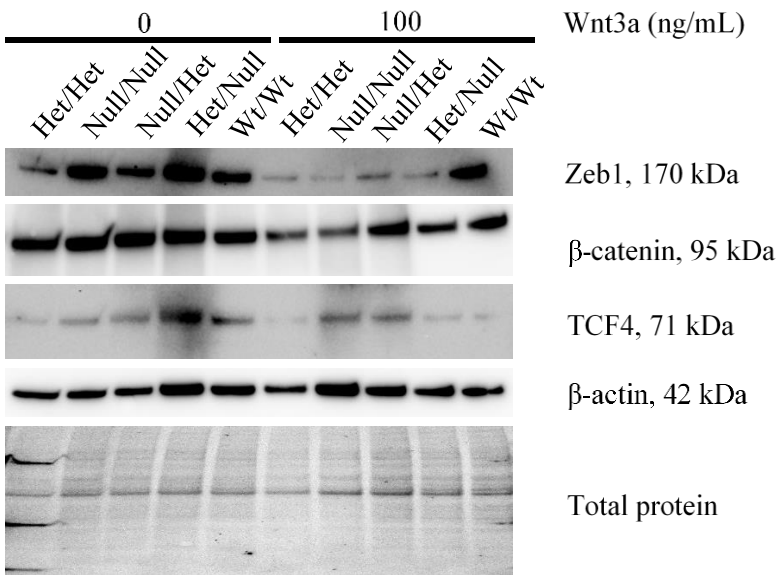 0 100 Wnt3a (ng/mL)
Het/Het Null/Null Null/Het Het/Null Wt/Wt Het/Het Null/Null Null/Het Het/Null Wt/Wt
Zeb1, 170 kDa
β-catenin, 95 kDa
TCF4, 71 kDa
β-actin, 42 kDa
Total protein